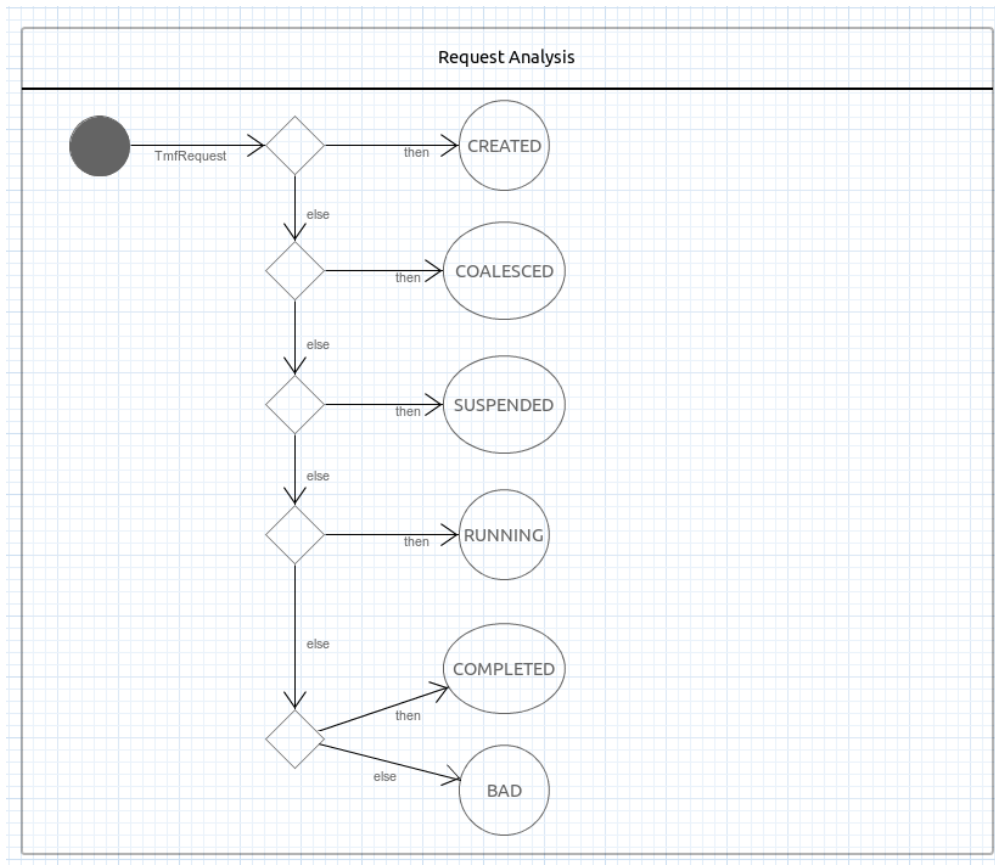 Request Analysis
TmfRequest
then
CREATED
else
then
COALESCED
else
then
SUSPENDED
else
then
RUNNING
else
COMPLETED
then
else
BAD